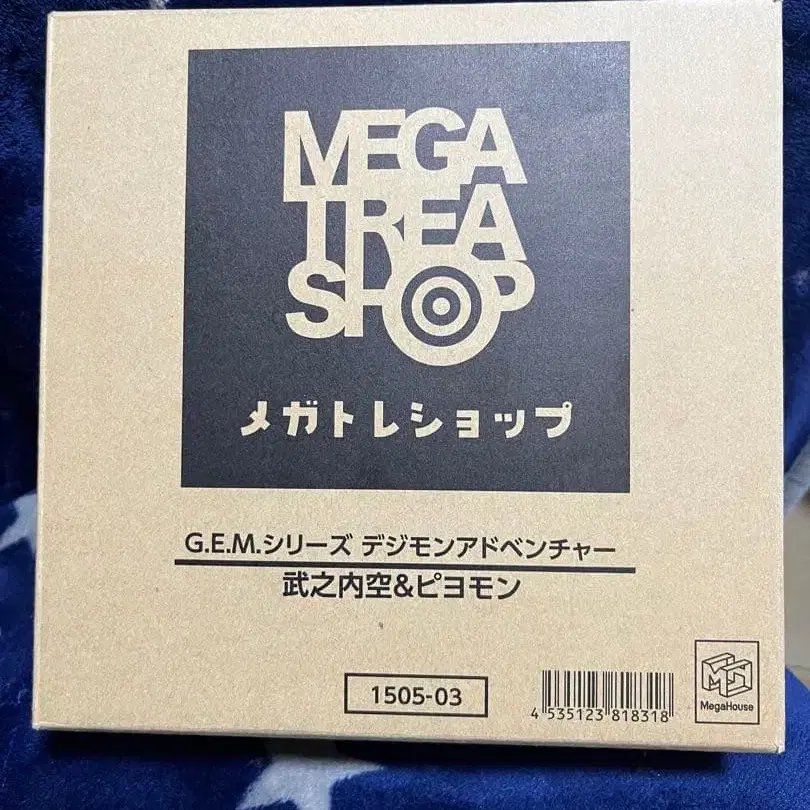 MEGA
TREA
SHOP
メガトレショップ
G.E.M.シリーズ デジモンアドベンチャー
武之内空&ピヨモン
1505-03
4 535123 818318
MegaHouse